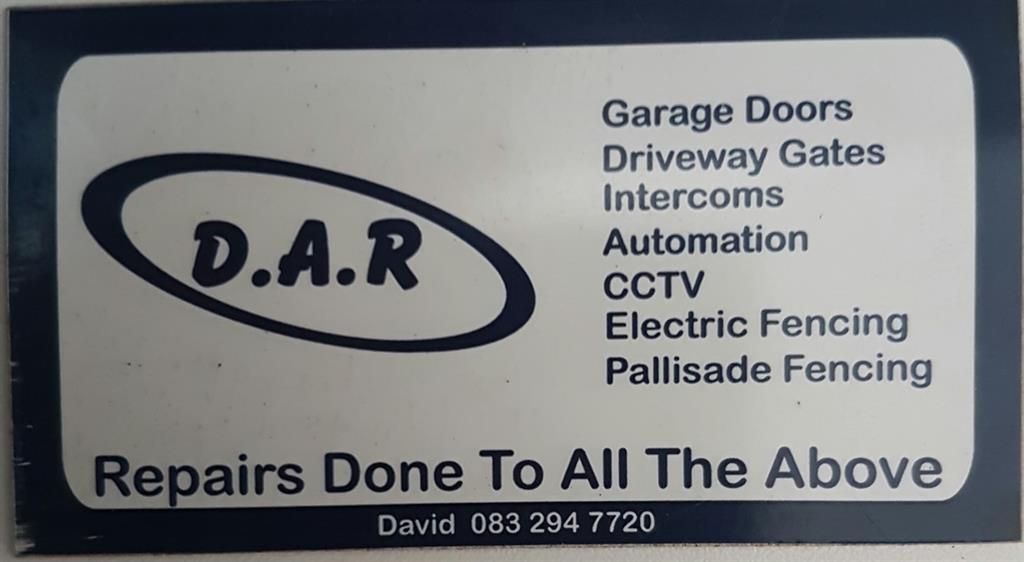 D.A.R
Garage Doors
Driveway Gates
Intercoms
Automation
CCTV
Electric Fencing
Pallisade Fencing
Repairs Done To All The Above
David 083 294 7720